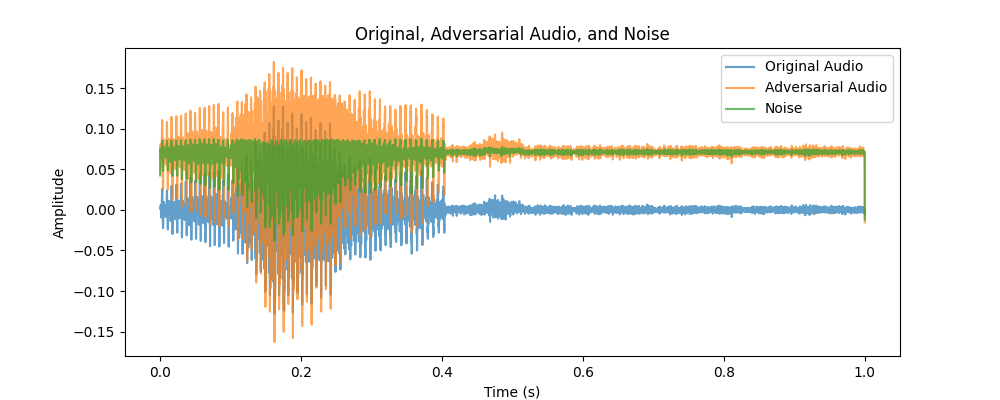 Original, Adversarial Audio, and Noise
Original Audio
Adversarial Audio
Noise
Amplitude
0.15
0.10
0.05
0.00
−0.05
−0.10
−0.15
0.0 0.2 0.4 0.6 0.8 1.0
Time (s)